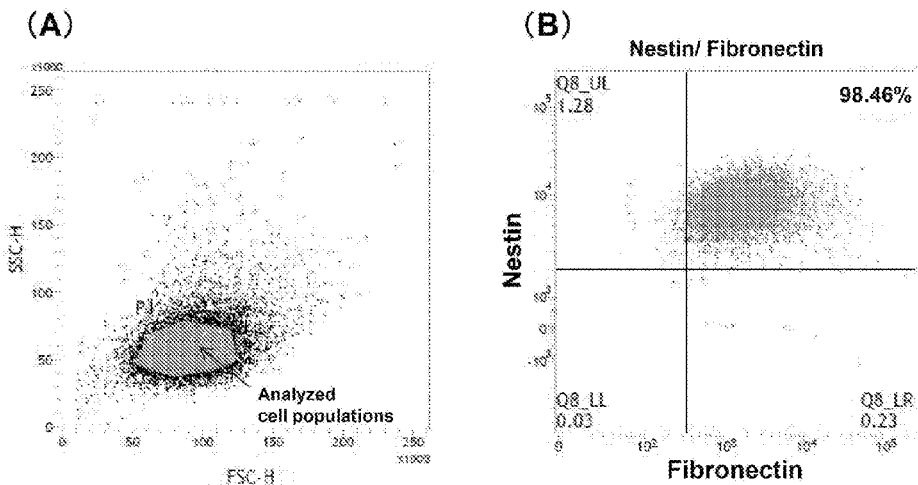 (A)
x1000
250
200
150
100
50
0
SSC-H
P1
Analyzed
cell populations
0 50 100 150 200 250
x1000
FSC-H
(B)
Nestin/ Fibronectin
Q8_UL
1.28
98.46%
Nestin
Q8_LL
0.03
Q8_LR
0.23
0
Fibronectin